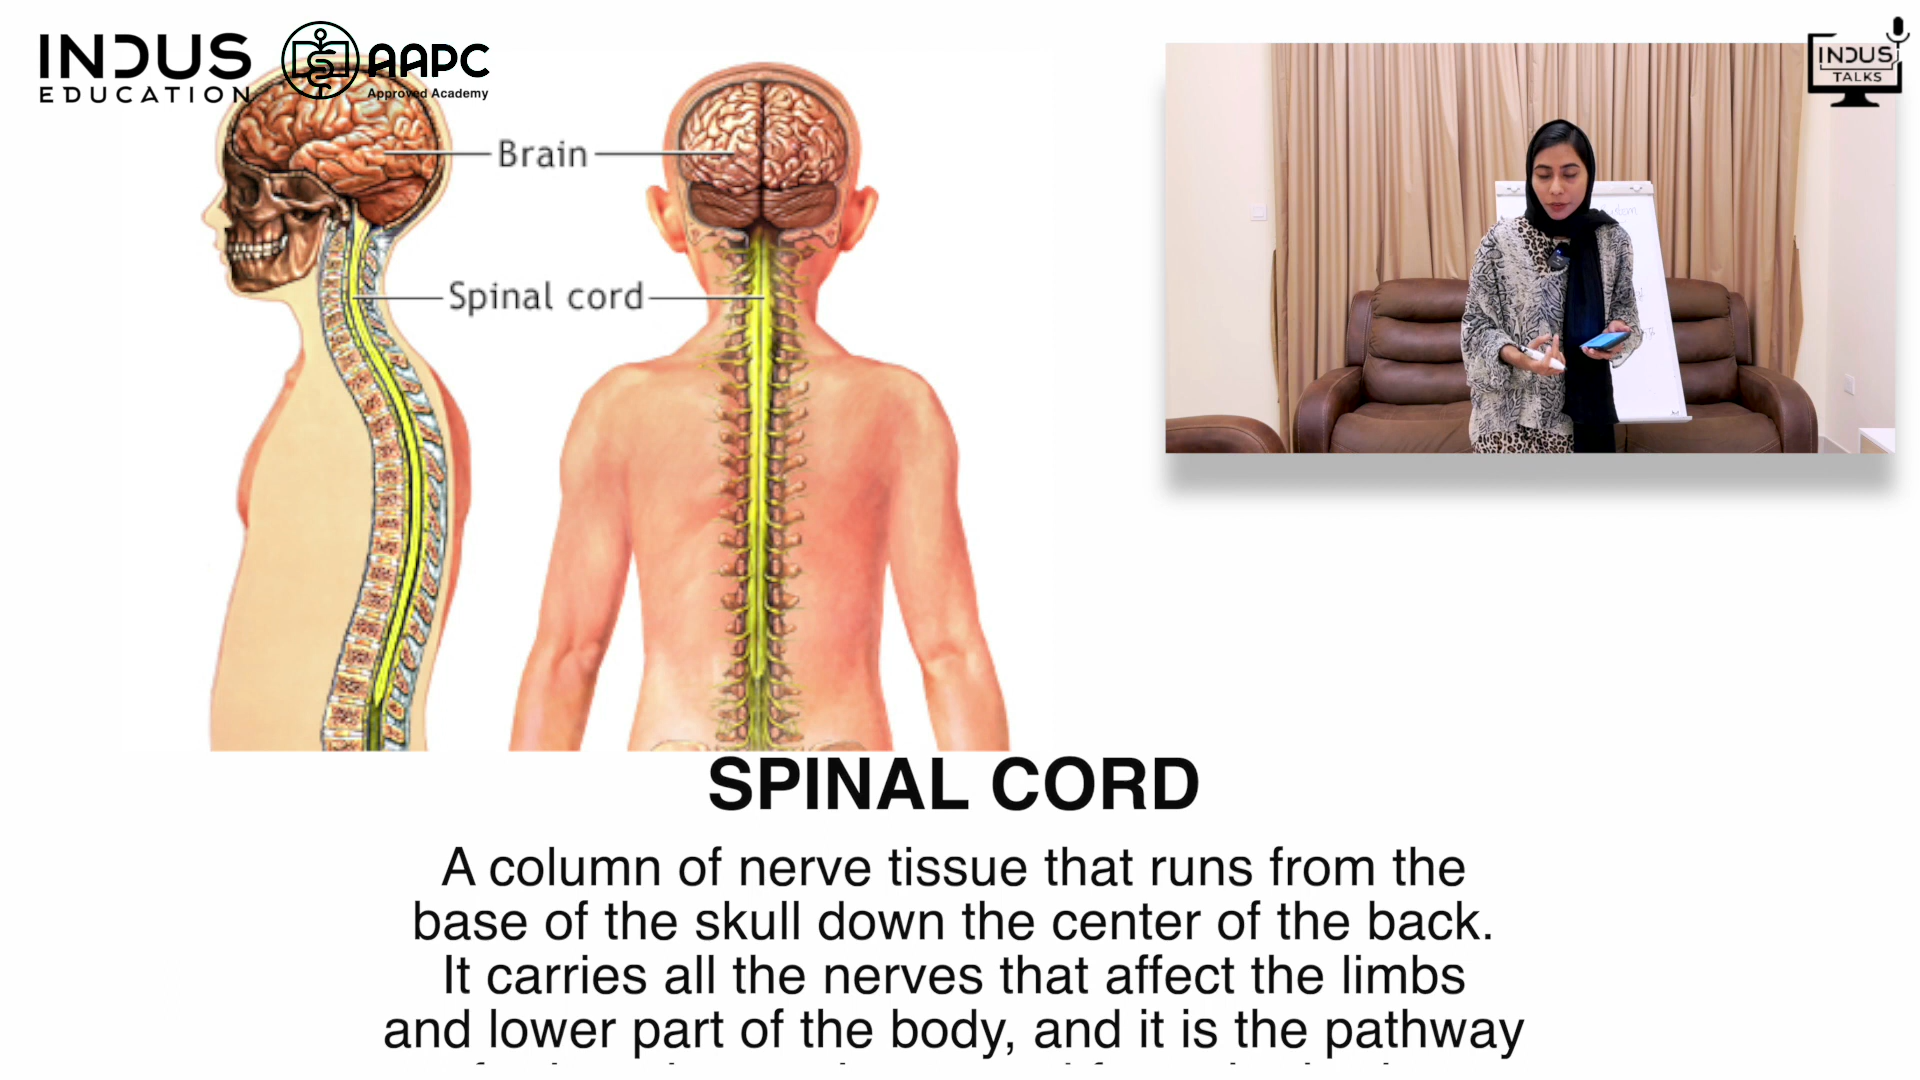 INDUS
EDUCATION
AAPC
Approved Academy
INDUS
TALKS
Brain
Spinal cord
SPINAL CORD
A column of nerve tissue that runs from the
base of the skull down the center of the back.
It carries all the nerves that affect the limbs
and lower part of the body, and it is the pathway